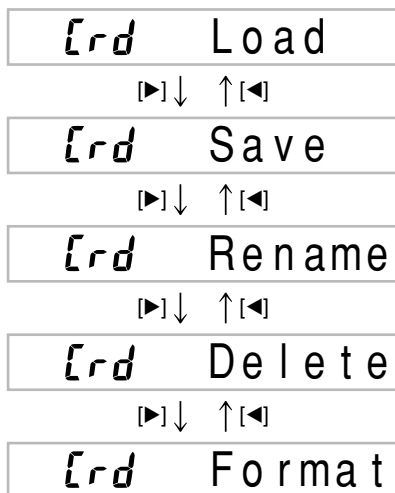 Crd Load
[►]↓ ↑[◄]
Crd Save
[►]↓ ↑[◄]
Crd Rename
[►]↓ ↑[◄]
Crd Delete
[►]↓ ↑[◄]
Crd Format